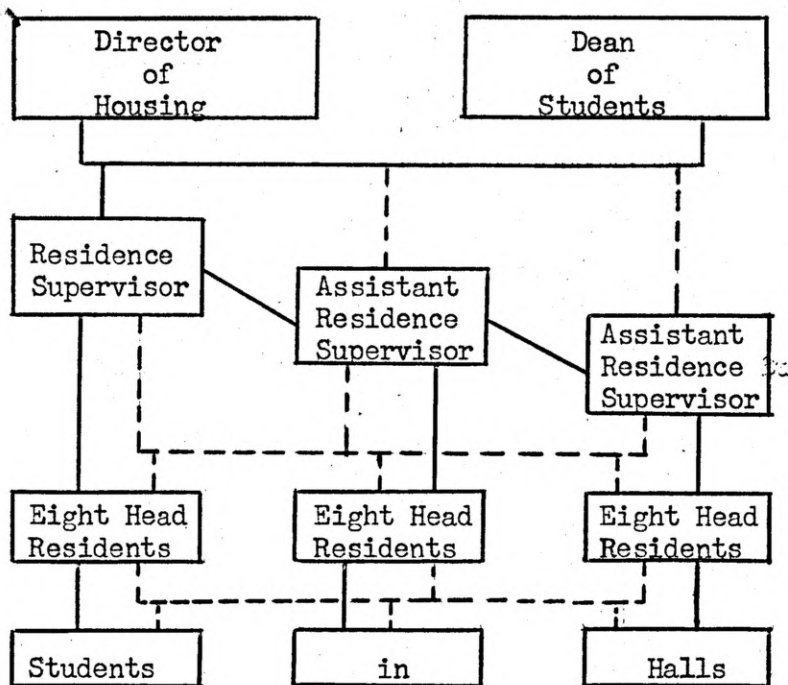 Director
of
Housing
Dean
of
Students
Residence
Supervisor
Assistant
Residence
Supervisor
Assistant
Residence
Supervisor
Eight Head
Residents
Eight Head
Residents
Eight Head
Residents
Students
in
Halls